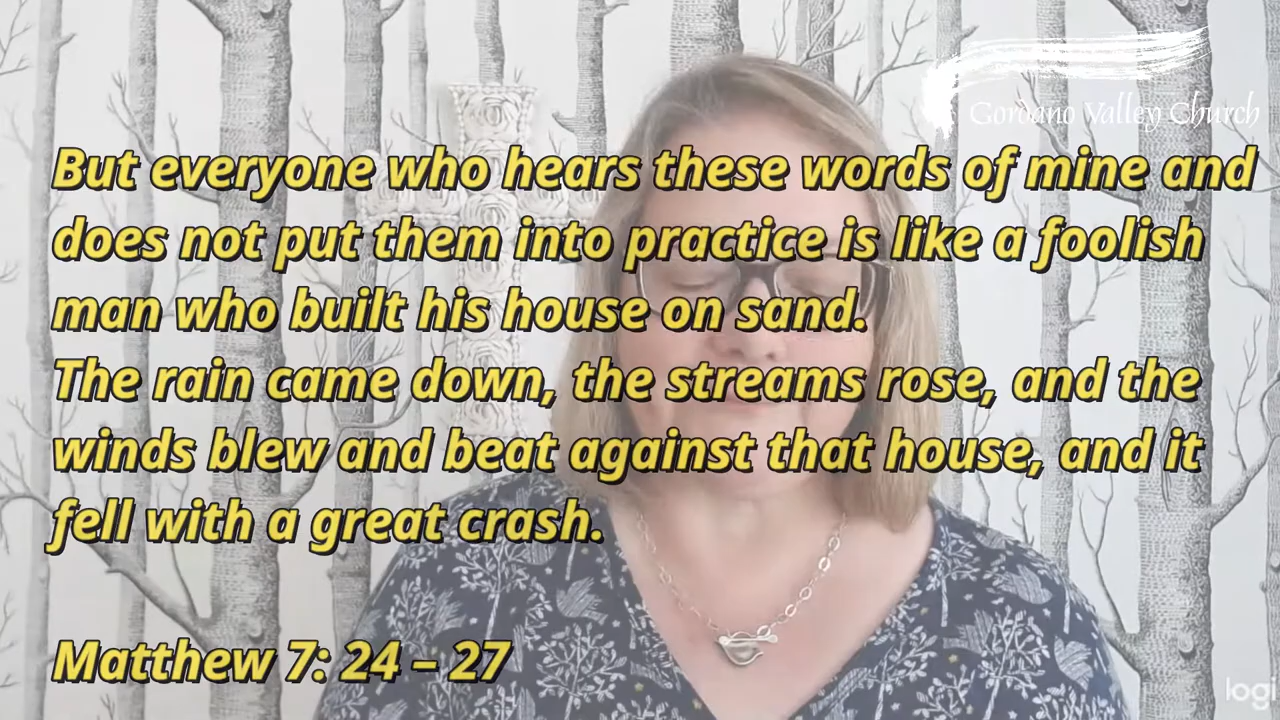 Gordano Valley Church
But everyone who hears these words of mine and
does not put them into practice is like a foolish
man who built his house on sand.
The rain came down, the streams rose, and the
winds blew and beat against that house, and it
fell with a great crash.
Matthew 7: 24 – 27
logi